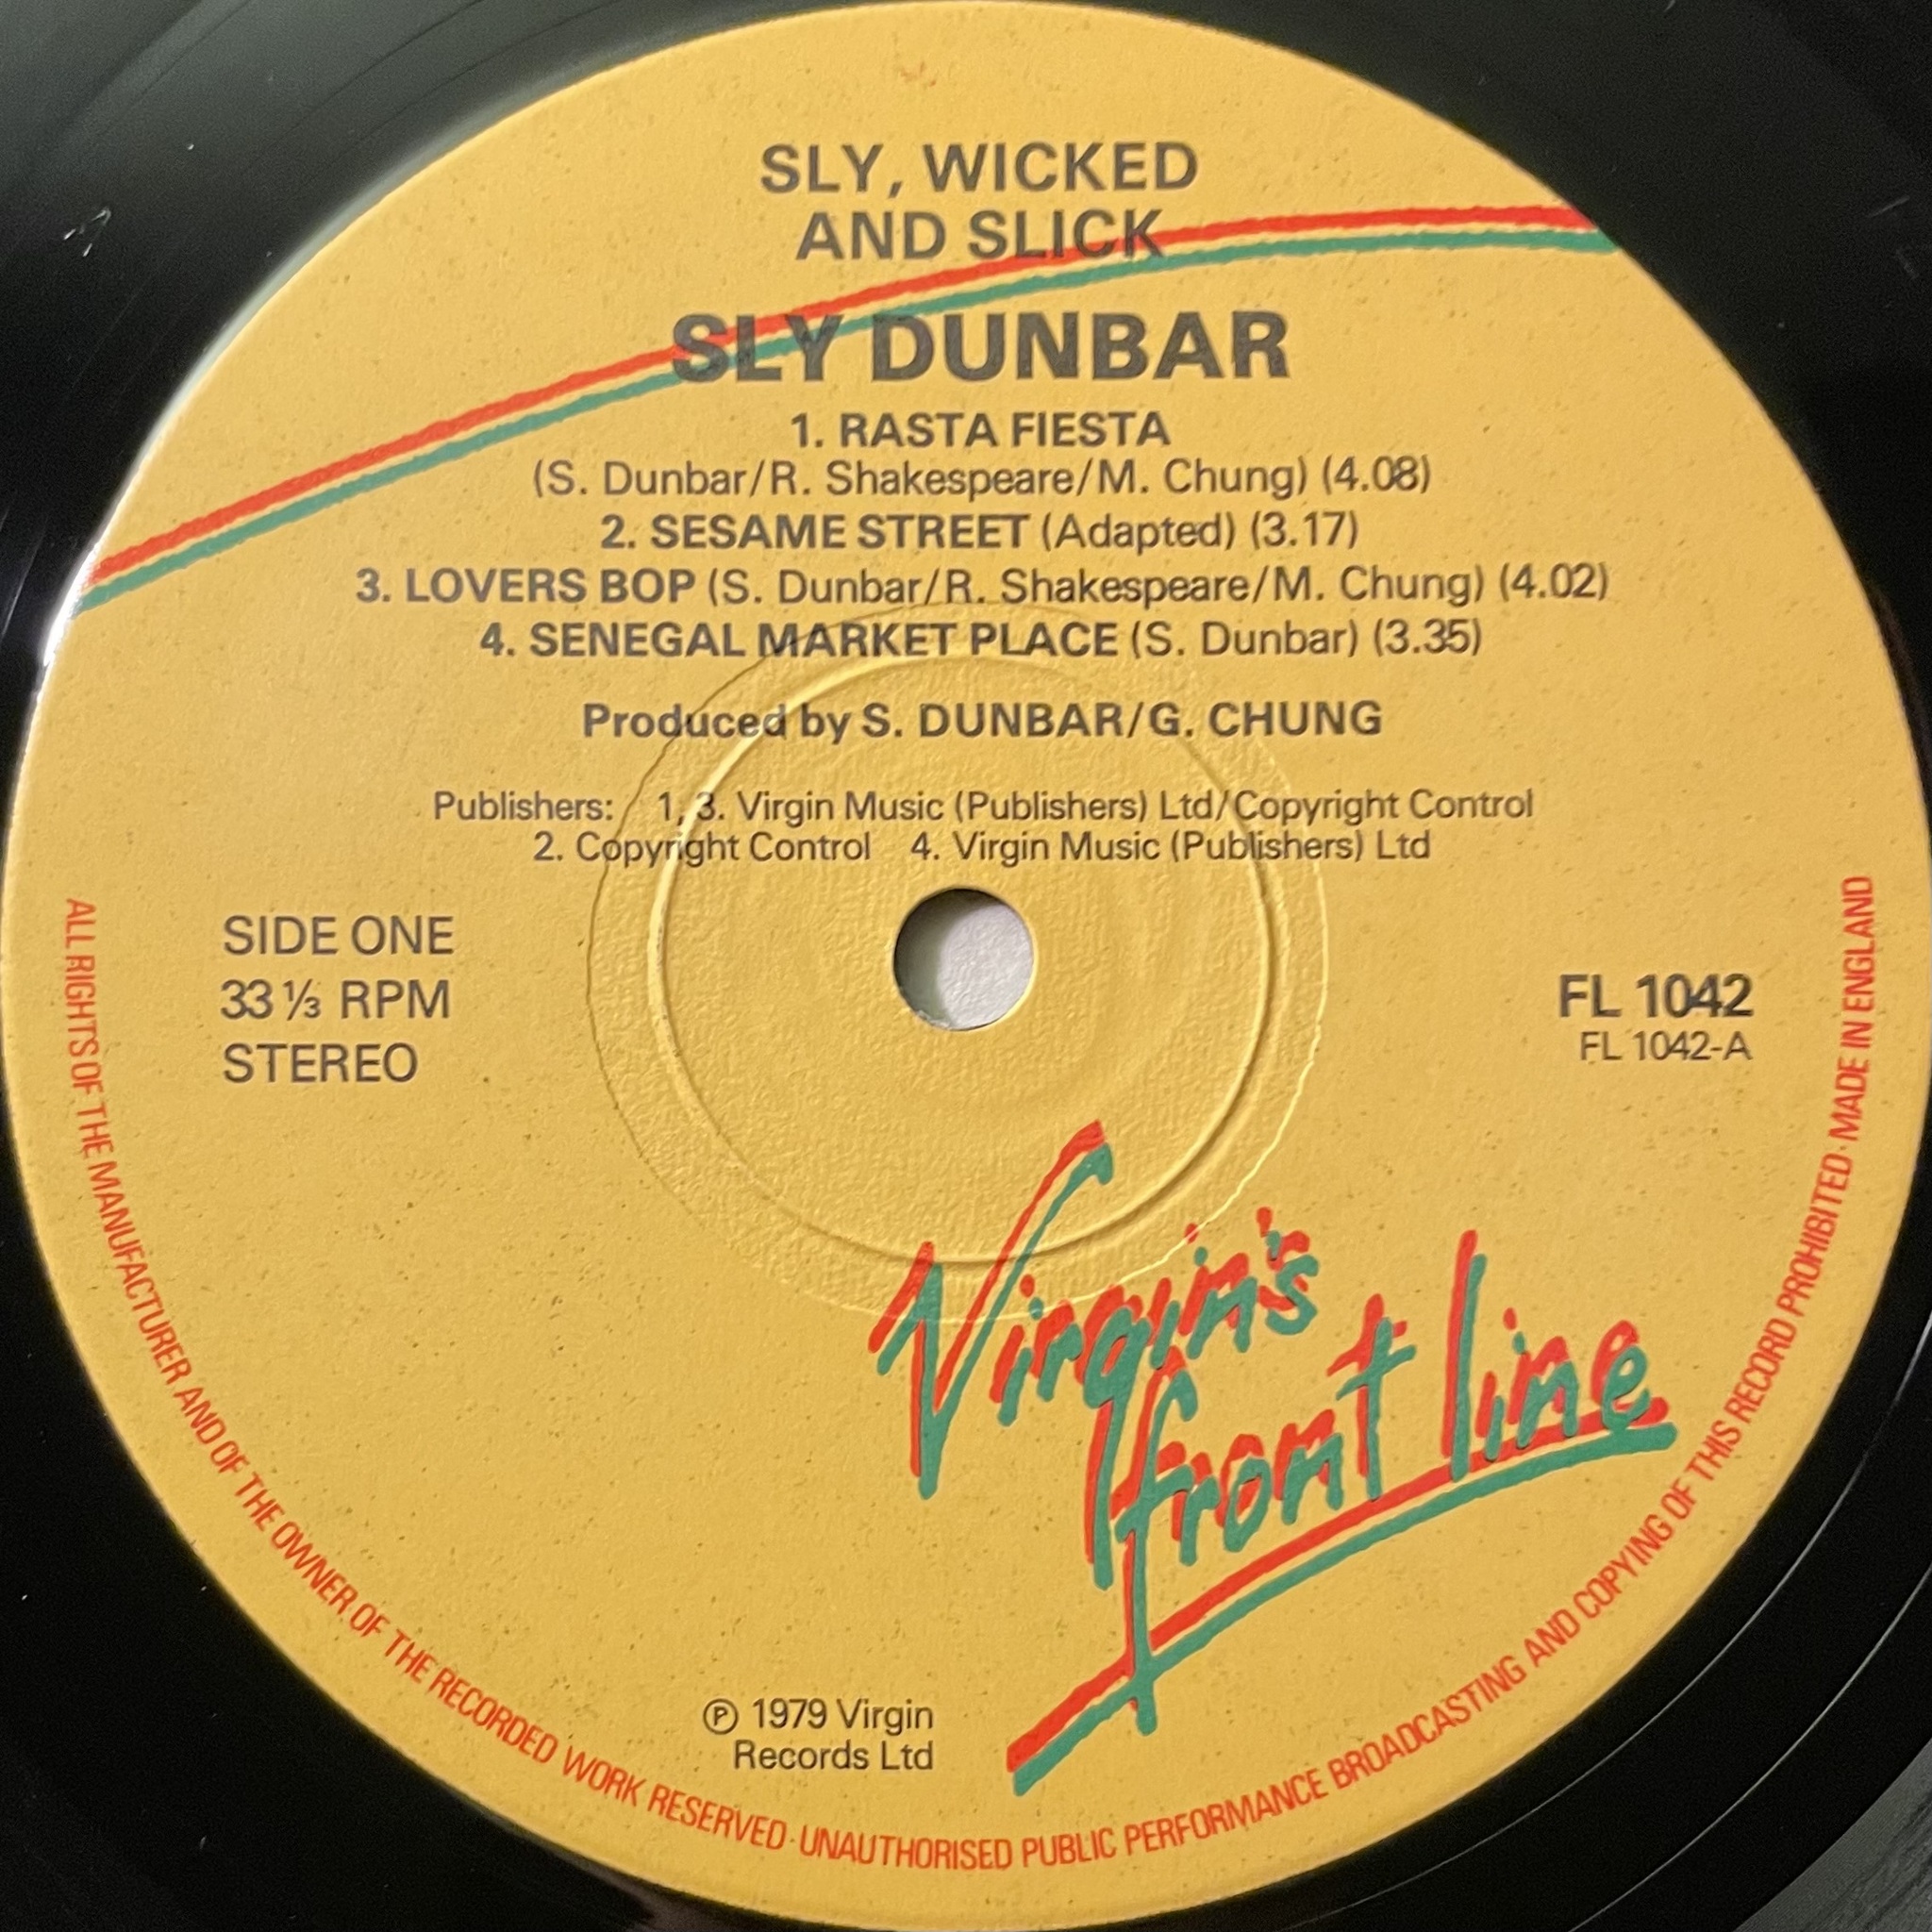 SLY, WICKED
AND SLICK
SLY DUNBAR
1. RASTA FIESTA
(S. Dunbar/R. Shakespeare/M. Chung) (4.08)
2. SESAME STREET (Adapted) (3.17)
3. LOVERS BOP (S. Dunbar/R. Shakespeare/M. Chung) (4.02)
4. SENEGAL MARKET PLACE (S. Dunbar) (3.35)
Produced by S. DUNBAR/G. CHUNG
Publishers: 1, 3. Virgin Music (Publishers) Ltd/Copyright Control
2. Copyright Control 4. Virgin Music (Publishers) Ltd
SIDE ONE
33 ⅓ RPM
STEREO
FL 1042
FL 1042-A
Virgin's
front line
℗ 1979 Virgin
Records Ltd
ALL RIGHTS OF THE MANUFACTURER AND OF THE OWNER OF THE RECORDED WORK RESERVED · UNAUTHORISED PUBLIC PERFORMANCE BROADCASTING AND COPYING OF THIS RECORD PROHIBITED · MADE IN ENGLAND